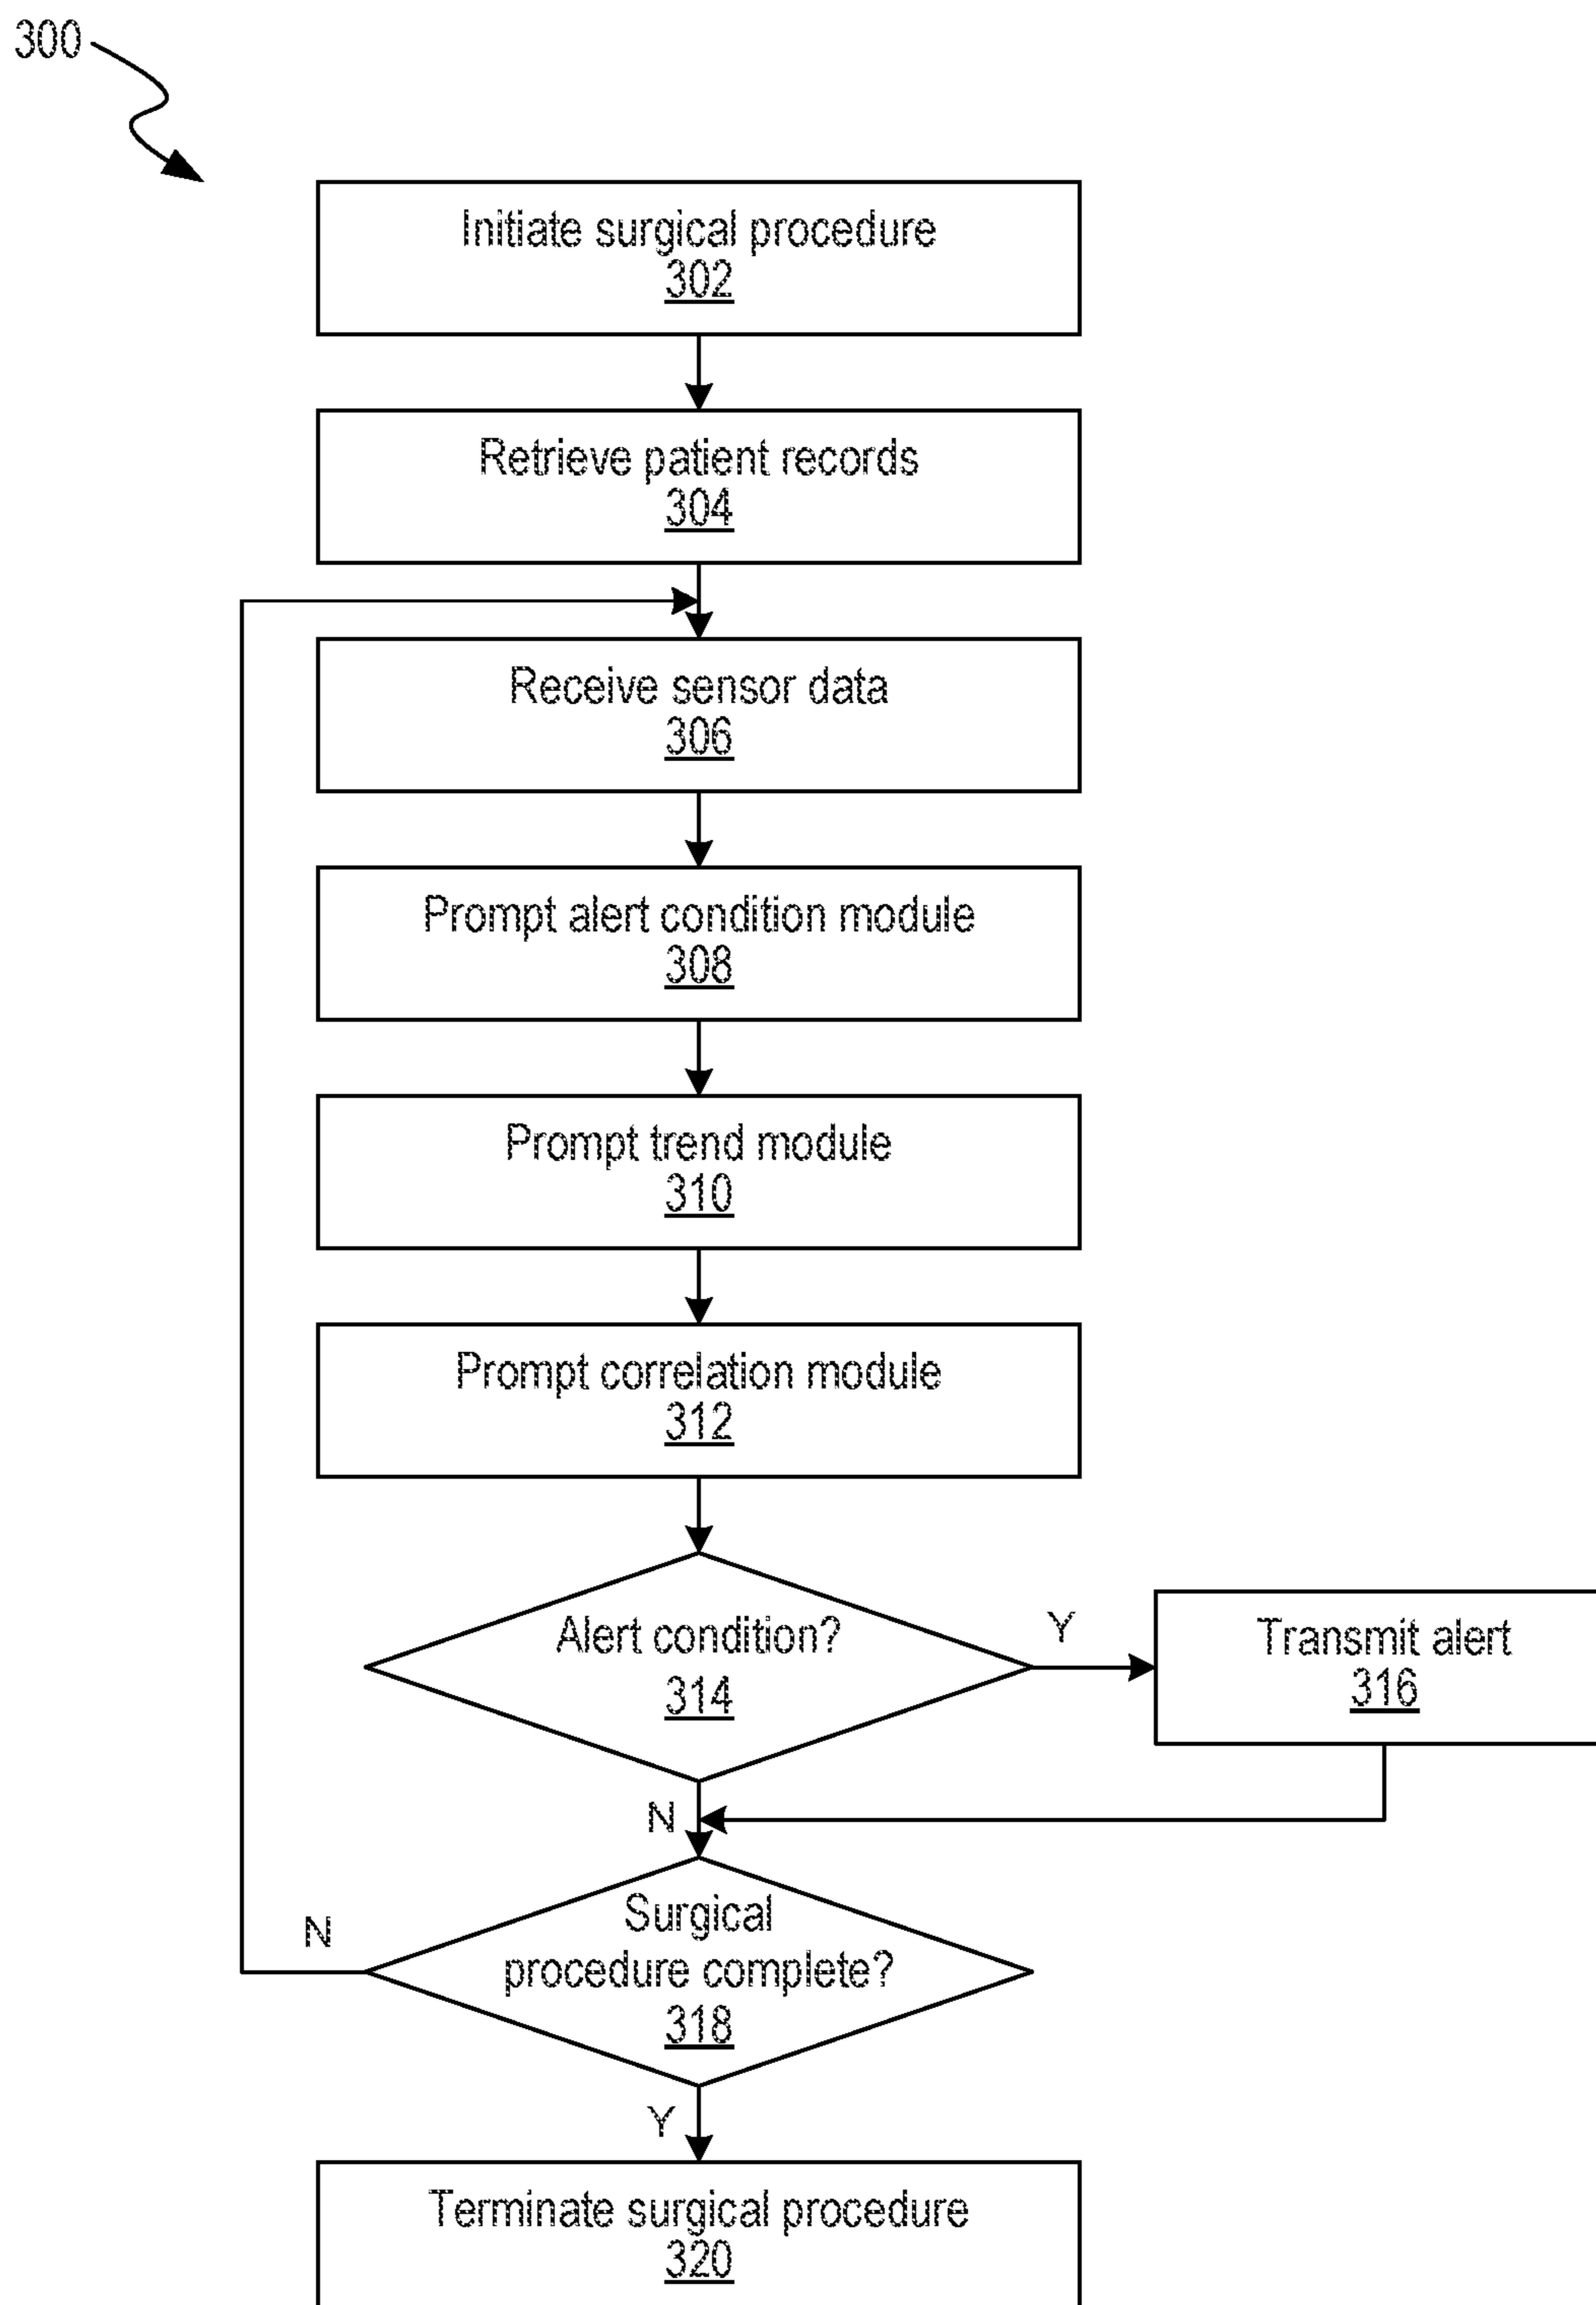 300
Initiate surgical procedure
302
Retrieve patient records
304
Receive sensor data
306
Prompt alert condition module
308
Prompt trend module
310
Prompt correlation module
312
Alert condition?
314
Y
Transmit alert
316
N
Surgical
procedure complete?
318
N
Y
Terminate surgical procedure
320